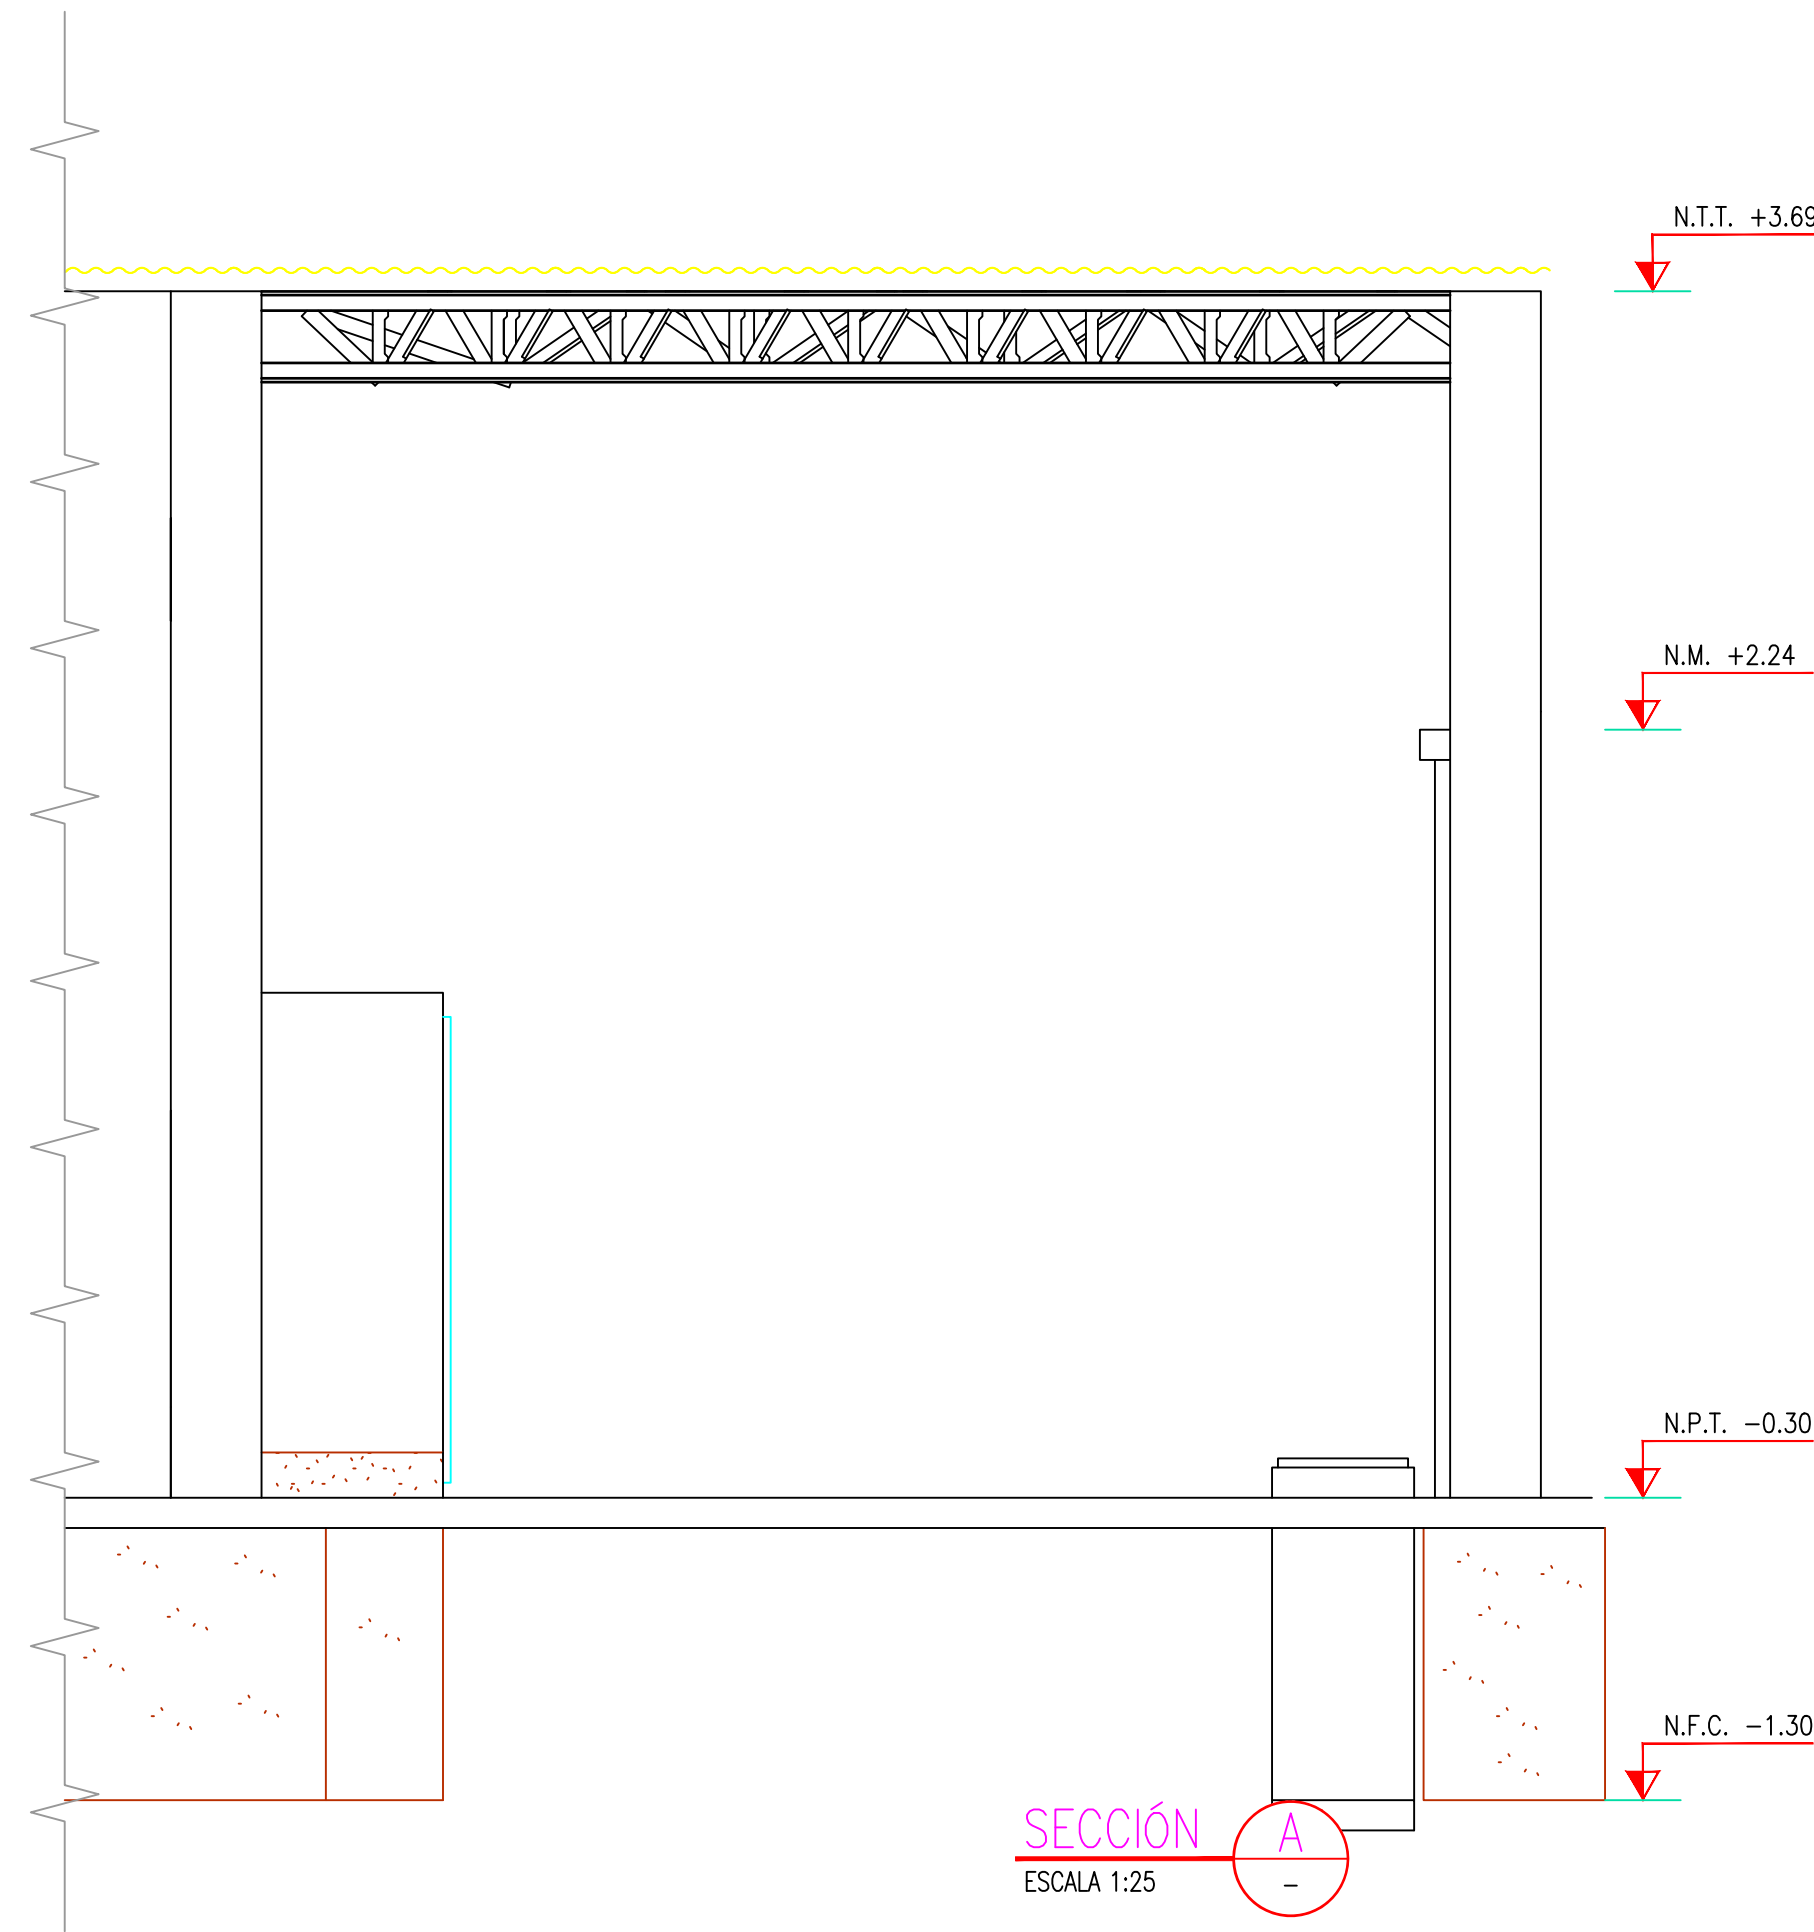 N.T.T. +3.69
N.M. +2.24
N.P.T. -0.30
N.F.C. -1.30
SECCIÓN
A
ESCALA 1:25
-